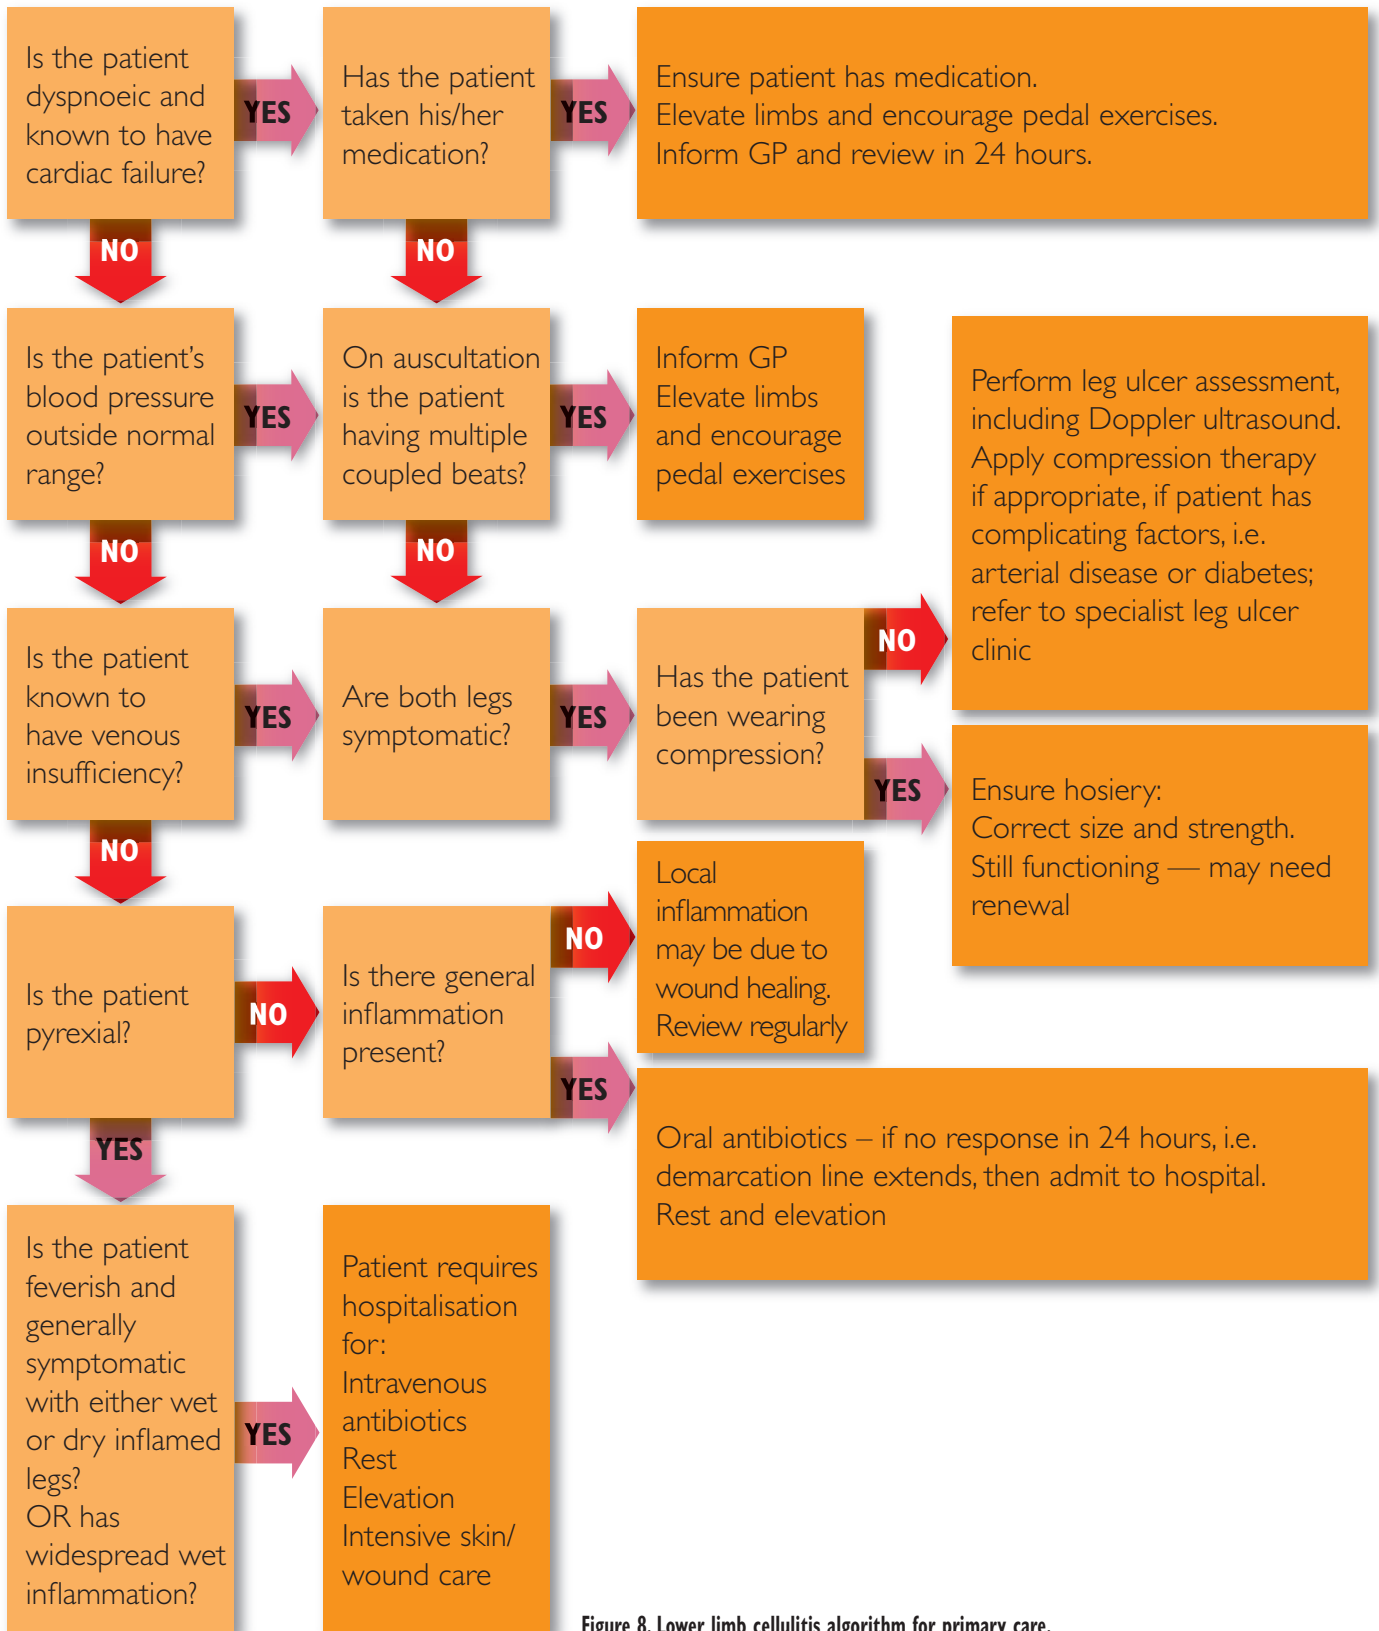 Is the patient
dyspnoeic and
known to have
cardiac failure?
YES
Has the patient
taken his/her
medication?
YES
Ensure patient has medication.
Elevate limbs and encourage pedal exercises.
Inform GP and review in 24 hours.
NO
NO
Is the patient's
blood pressure
outside normal
range?
YES
On auscultation
is the patient
having multiple
coupled beats?
YES
Inform GP
Elevate limbs
and encourage
pedal exercises
Perform leg ulcer assessment,
including Doppler ultrasound.
Apply compression therapy
if appropriate, if patient has
complicating factors, i.e.
arterial disease or diabetes;
refer to specialist leg ulcer
clinic
NO
NO
Is the patient
known to
have venous
insufficiency?
YES
Are both legs
symptomatic?
YES
Has the patient
been wearing
compression?
NO
YES
Ensure hosiery:
Correct size and strength.
Still functioning — may need
renewal
NO
Is the patient
pyrexial?
NO
Is there general
inflammation
present?
NO
Local
inflammation
may be due to
wound healing.
Review regularly
YES
Oral antibiotics – if no response in 24 hours, i.e.
demarcation line extends, then admit to hospital.
Rest and elevation
YES
Is the patient
feverish and
generally
symptomatic
with either wet
or dry inflamed
legs?
OR has
widespread wet
inflammation?
YES
Patient requires
hospitalisation
for:
Intravenous
antibiotics
Rest
Elevation
Intensive skin/
wound care
Figure 8. Lower limb cellulitis algorithm for primary care.